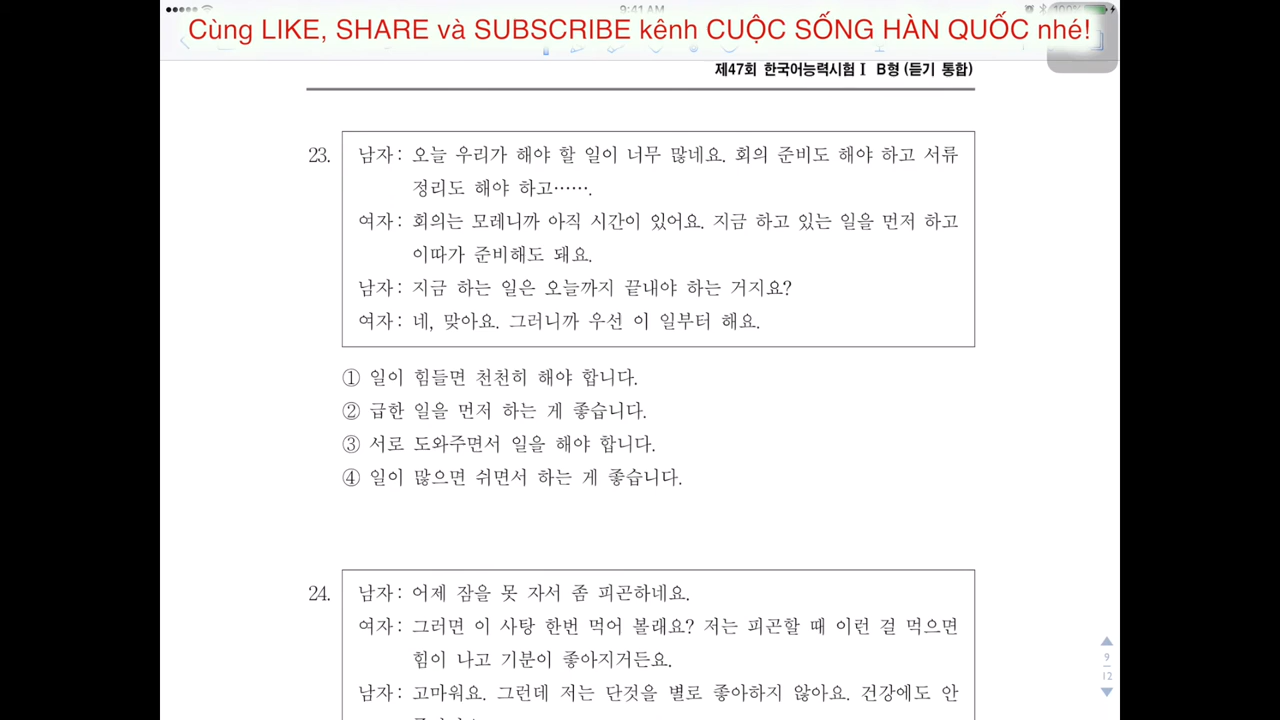 9:41 AM
100%
Cùng LIKE, SHARE và SUBSCRIBE kênh CUỘC SỐNG HÀN QUỐC nhé!
제47회 한국어능력시험Ⅰ B형 (듣기 통합)
23. 남자: 오늘 우리가 해야 할 일이 너무 많네요. 회의 준비도 해야 하고 서류
정리도 해야 하고…….
여자: 회의는 모레니까 아직 시간이 있어요. 지금 하고 있는 일을 먼저 하고
이따가 준비해도 돼요.
남자: 지금 하는 일은 오늘까지 끝내야 하는 거지요?
여자: 네, 맞아요. 그러니까 우선 이 일부터 해요.
① 일이 힘들면 천천히 해야 합니다.
② 급한 일을 먼저 하는 게 좋습니다.
③ 서로 도와주면서 일을 해야 합니다.
④ 일이 많으면 쉬면서 하는 게 좋습니다.
24. 남자: 어제 잠을 못 자서 좀 피곤하네요.
여자: 그러면 이 사탕 한번 먹어 볼래요? 저는 피곤할 때 이런 걸 먹으면
힘이 나고 기분이 좋아지거든요.
남자: 고마워요. 그런데 저는 단것을 별로 좋아하지 않아요. 건강에도 안
9
12